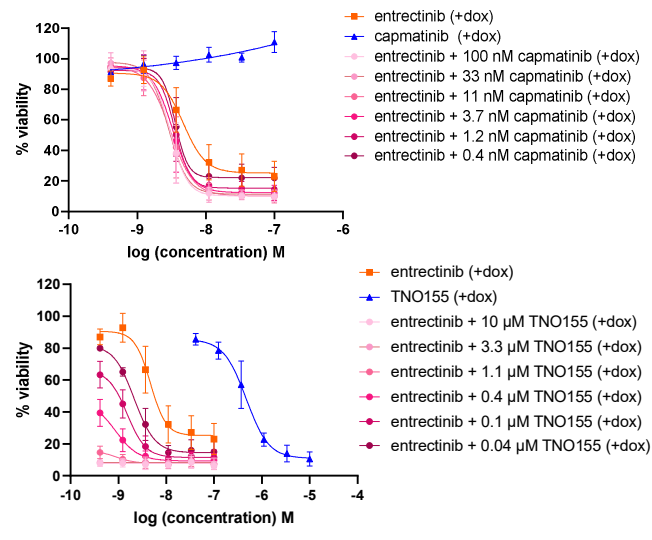 entrectinib (+dox)
capmatinib (+dox)
entrectinib + 100 nM capmatinib (+dox)
entrectinib + 33 nM capmatinib (+dox)
entrectinib + 11 nM capmatinib (+dox)
entrectinib + 3.7 nM capmatinib (+dox)
entrectinib + 1.2 nM capmatinib (+dox)
entrectinib + 0.4 nM capmatinib (+dox)
% viability
120
100
80
60
40
20
0
-10 -9 -8 -7 -6
log (concentration) M
entrectinib (+dox)
TNO155 (+dox)
entrectinib + 10 µM TNO155 (+dox)
entrectinib + 3.3 µM TNO155 (+dox)
entrectinib + 1.1 µM TNO155 (+dox)
entrectinib + 0.4 µM TNO155 (+dox)
entrectinib + 0.1 µM TNO155 (+dox)
entrectinib + 0.04 µM TNO155 (+dox)
% viability
120
100
80
60
40
20
0
-10 -9 -8 -7 -6 -5 -4
log (concentration) M